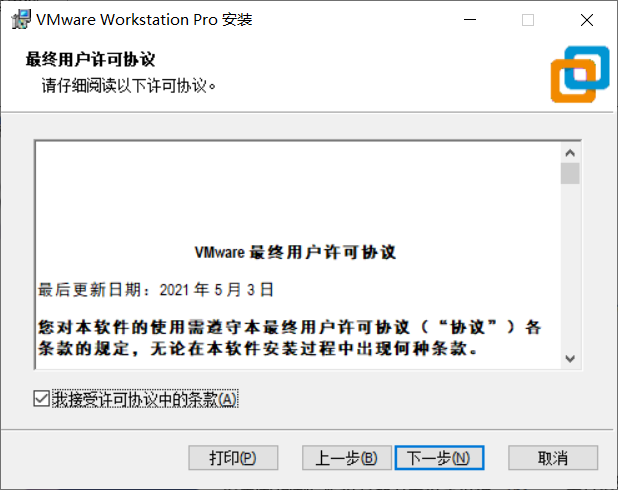 VMware Workstation Pro 安装
最终用户许可协议
请仔细阅读以下许可协议。
VMware 最终用户许可协议
最后更新日期：2021 年 5 月 3 日
您对本软件的使用需遵守本最终用户许可协议（“协议”）各
条款的规定，无论在本软件安装过程中出现何种条款。
我接受许可协议中的条款(A)
打印(P)
上一步(B)
下一步(N)
取消